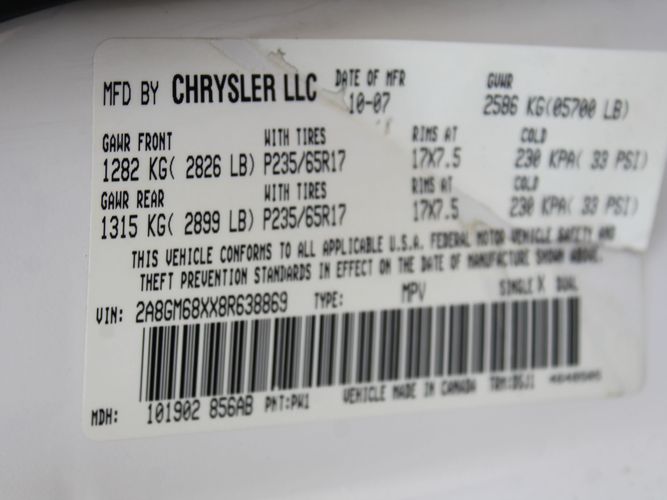 MFD BY CHRYSLER LLC DATE OF MFR GVWR
10-07 2586 KG(05700 LB)
GAWR FRONT WITH TIRES RIMS AT COLD
1282 KG( 2826 LB) P235/65R17 17X7.5 230 KPA( 33 PSI)
GAWR REAR WITH TIRES RIMS AT COLD
1315 KG( 2899 LB) P235/65R17 17X7.5 230 KPA( 33 PSI)
THIS VEHICLE CONFORMS TO ALL APPLICABLE U.S.A. FEDERAL MOTOR VEHICLE SAFETY AND
THEFT PREVENTION STANDARDS IN EFFECT ON THE DATE OF MANUFACTURE SHOWN ABOVE.
VIN: 2A8GM68XX8R638869 TYPE: MPV SINGLE X DUAL
MDH: 101902 856AB PNT:PW1 VEHICLE MADE IN CANADA TRM:D5J1